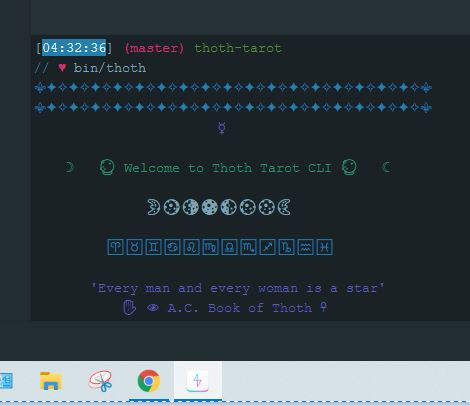 [04:32:36] (master) thoth-tarot
// ♥ bin/thoth
☿
☽ 🔮 Welcome to Thoth Tarot CLI 🔮 ☾
♈♉♊♋♌♍♎♏♐♑♒♓
'Every man and every woman is a star'
✋ 👁 A.C. Book of Thoth ☥